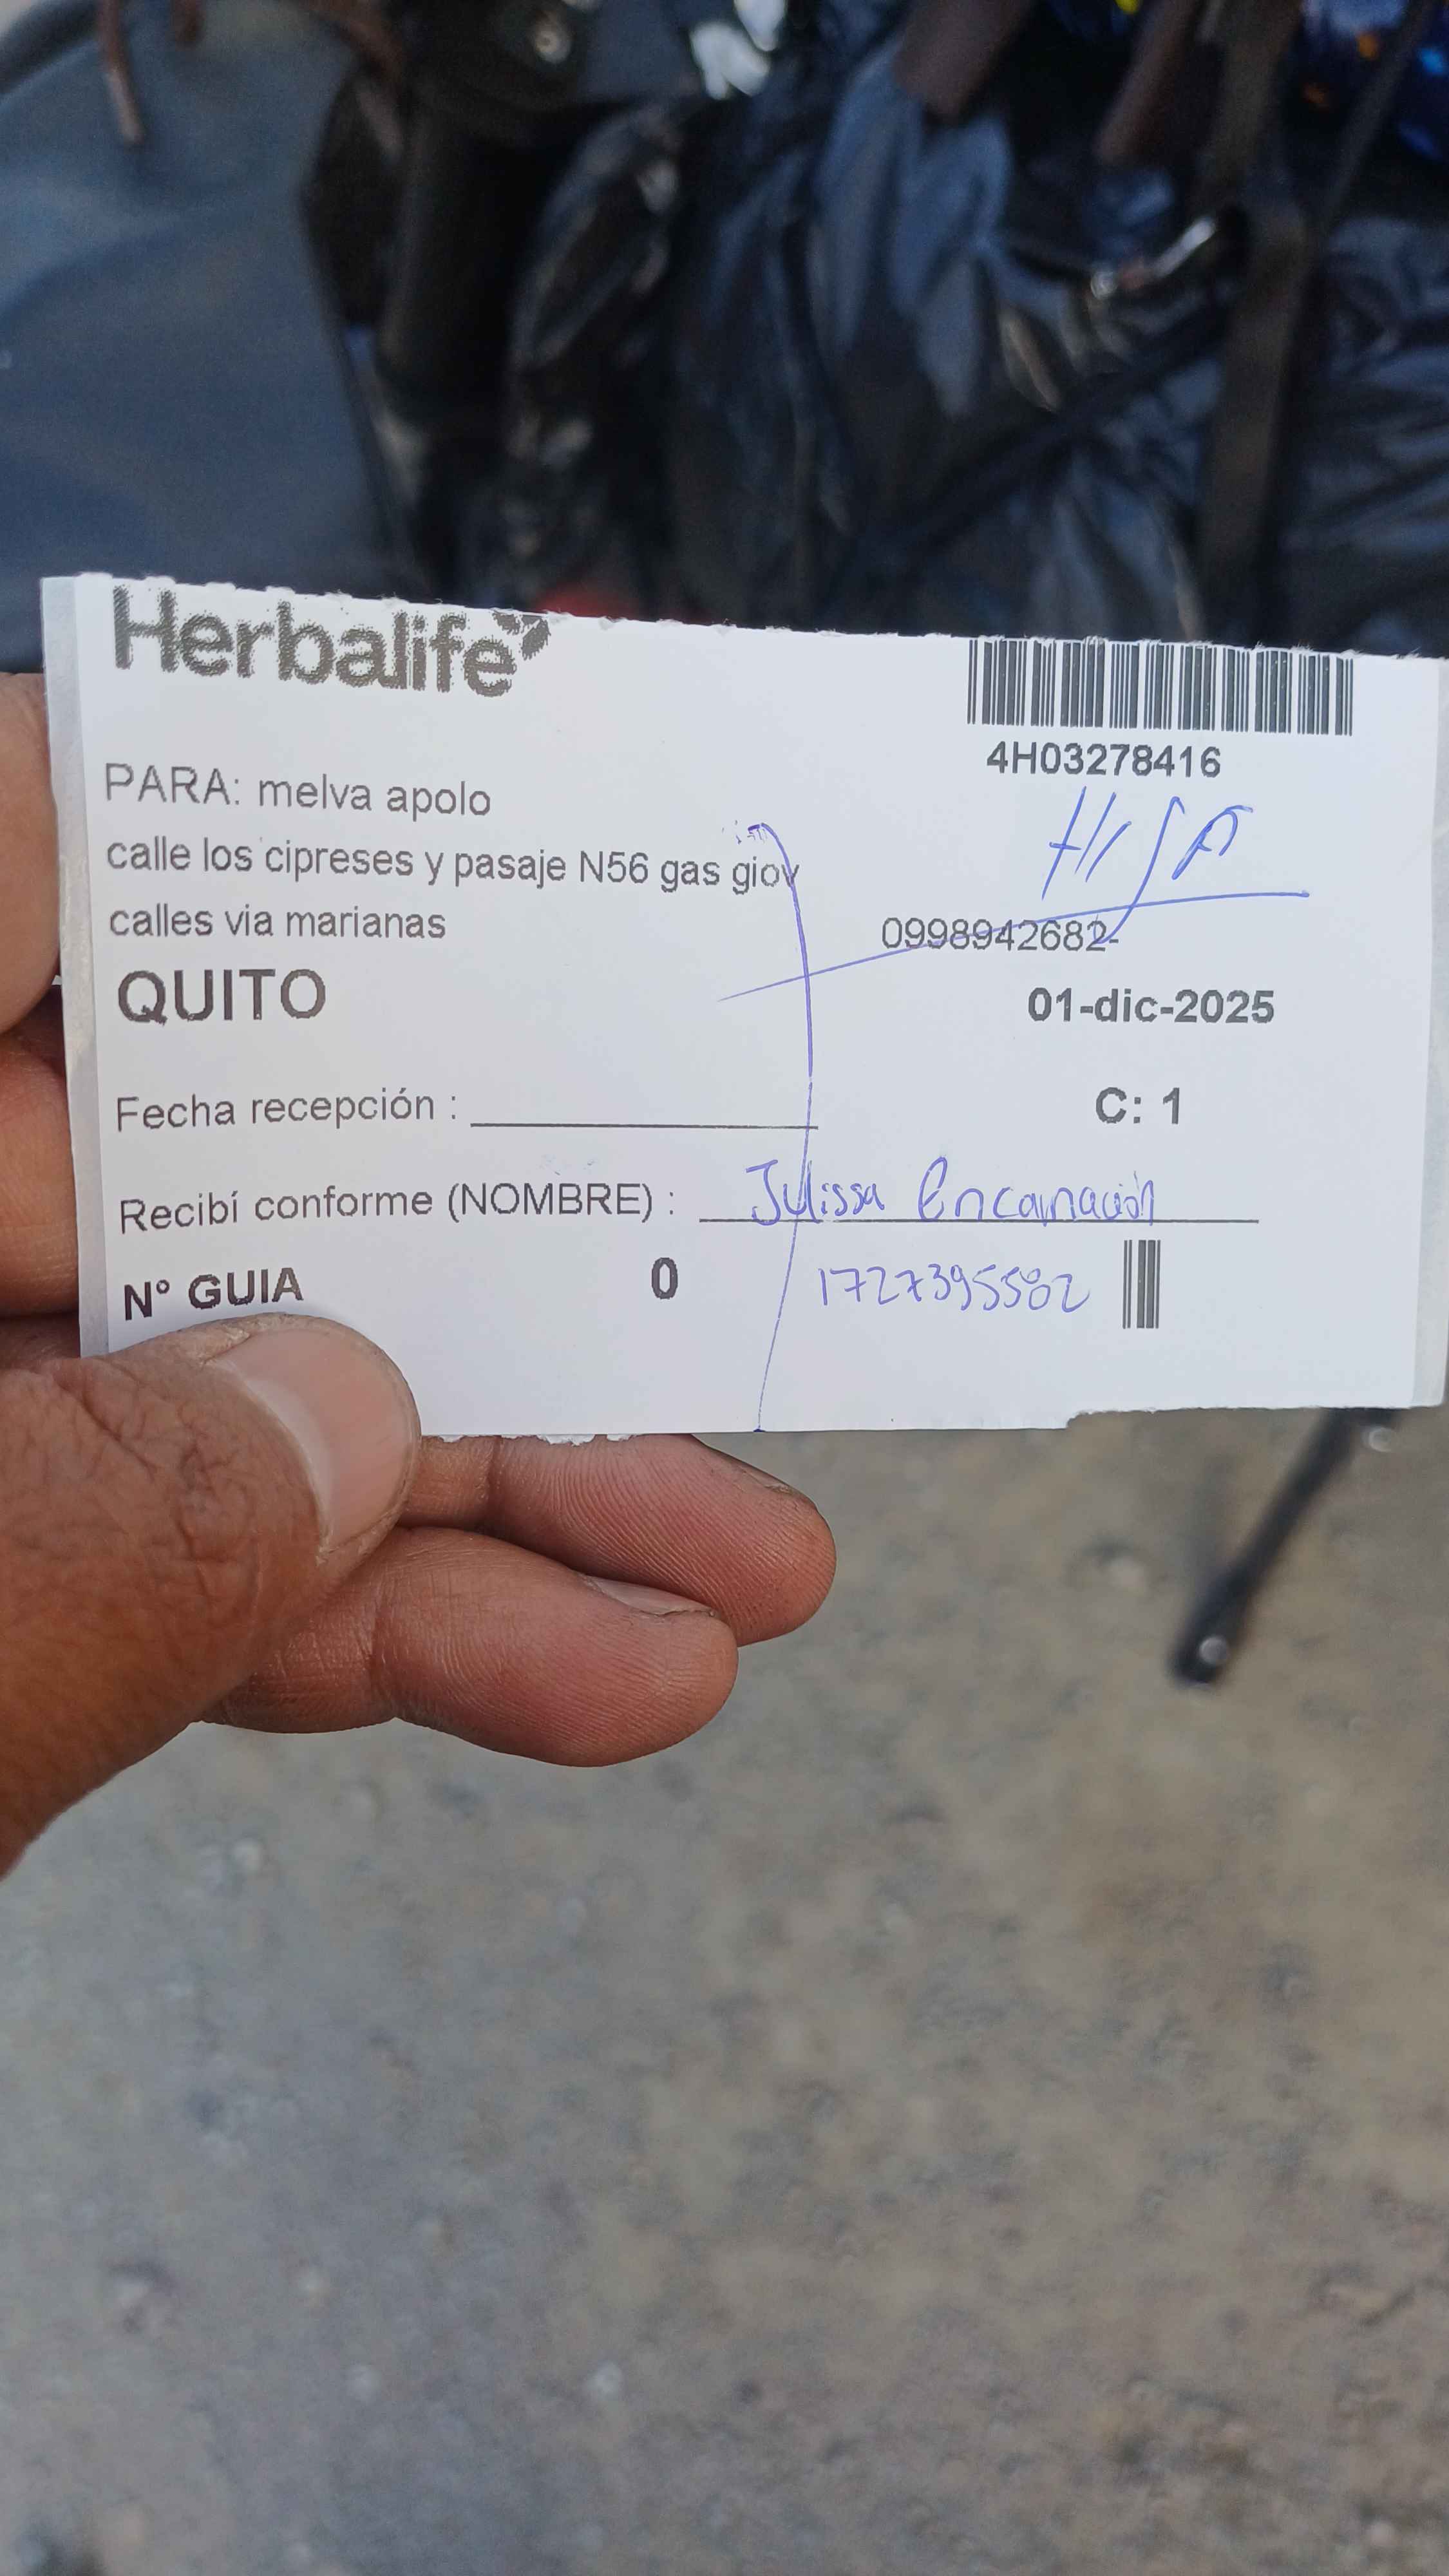 Herbalife
4H03278416
PARA: melva apolo
HIJA
calle los cipreses y pasaje N56 gas giov
calles via marianas
0998942682-
QUITO
01-dic-2025
Fecha recepción :
C: 1
Recibí conforme (NOMBRE) : Julissa Encarnación
N° GUIA 0 1727395582